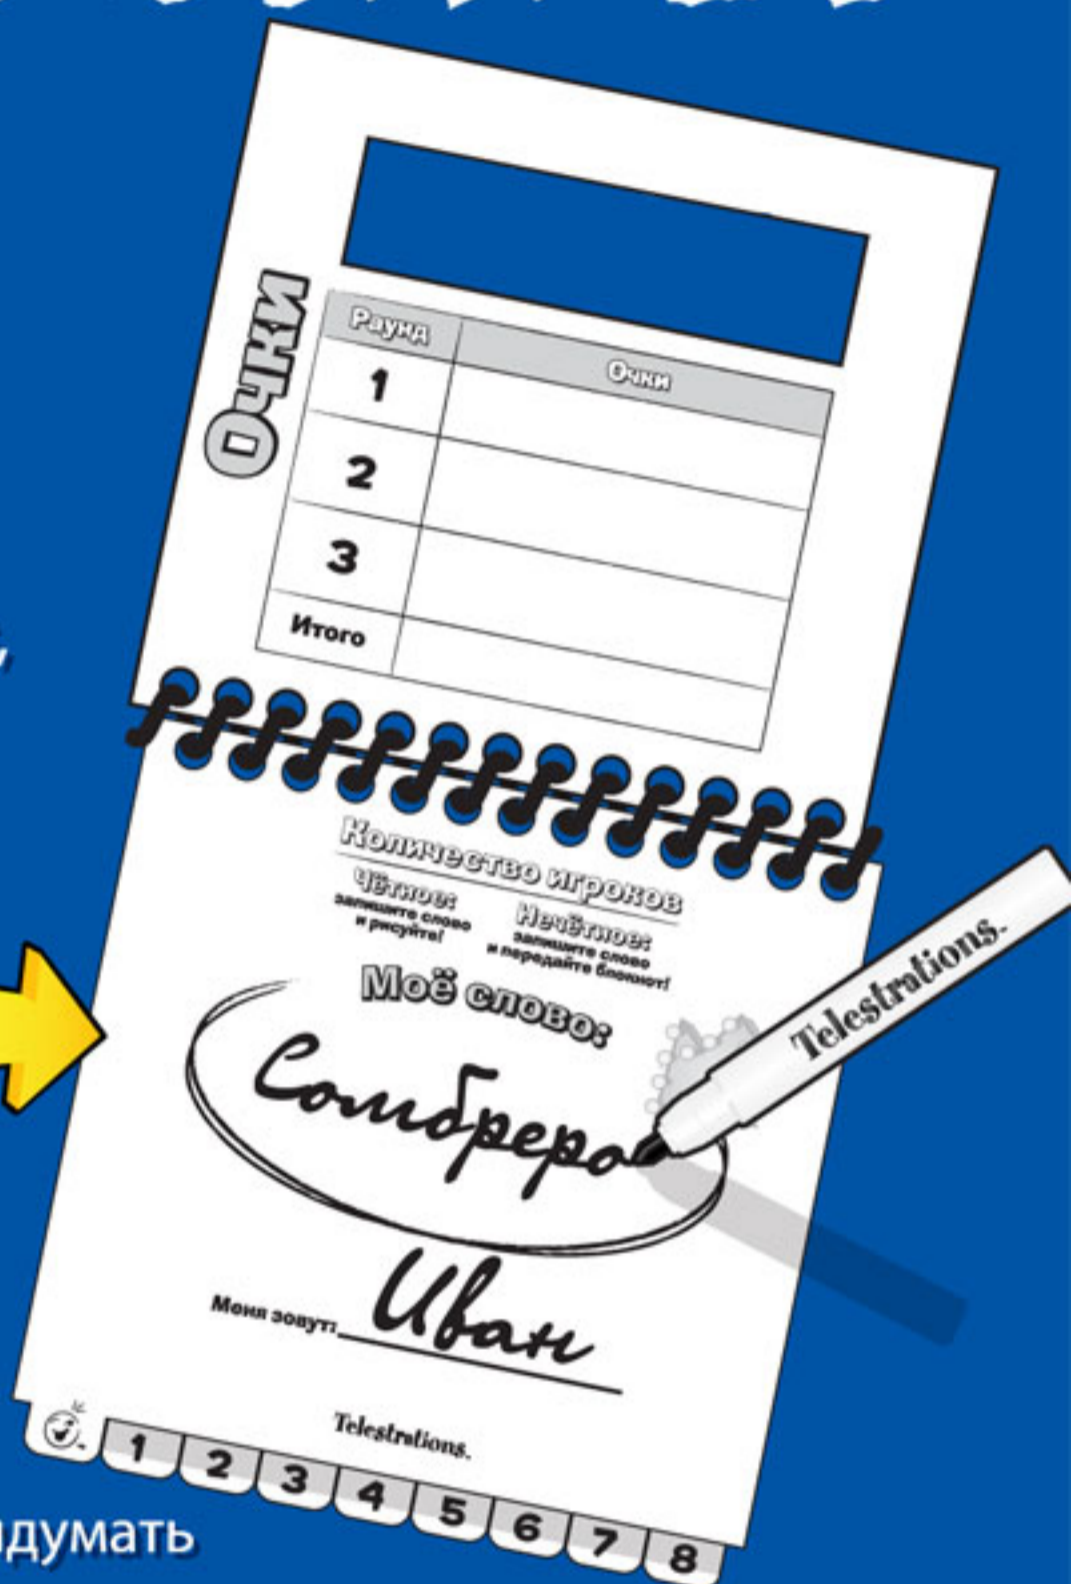 Очки
Раунд Очки
1
2
3
Итого
Количество игроков
Чётное:
запишите слово
и рисуйте!
Нечётное:
запишите слово
и передайте блокнот!
Моё слово:
Сомбреро
Telestrations.
Меня зовут: Иван
Telestrations.
1 2 3 4 5 6 7 8